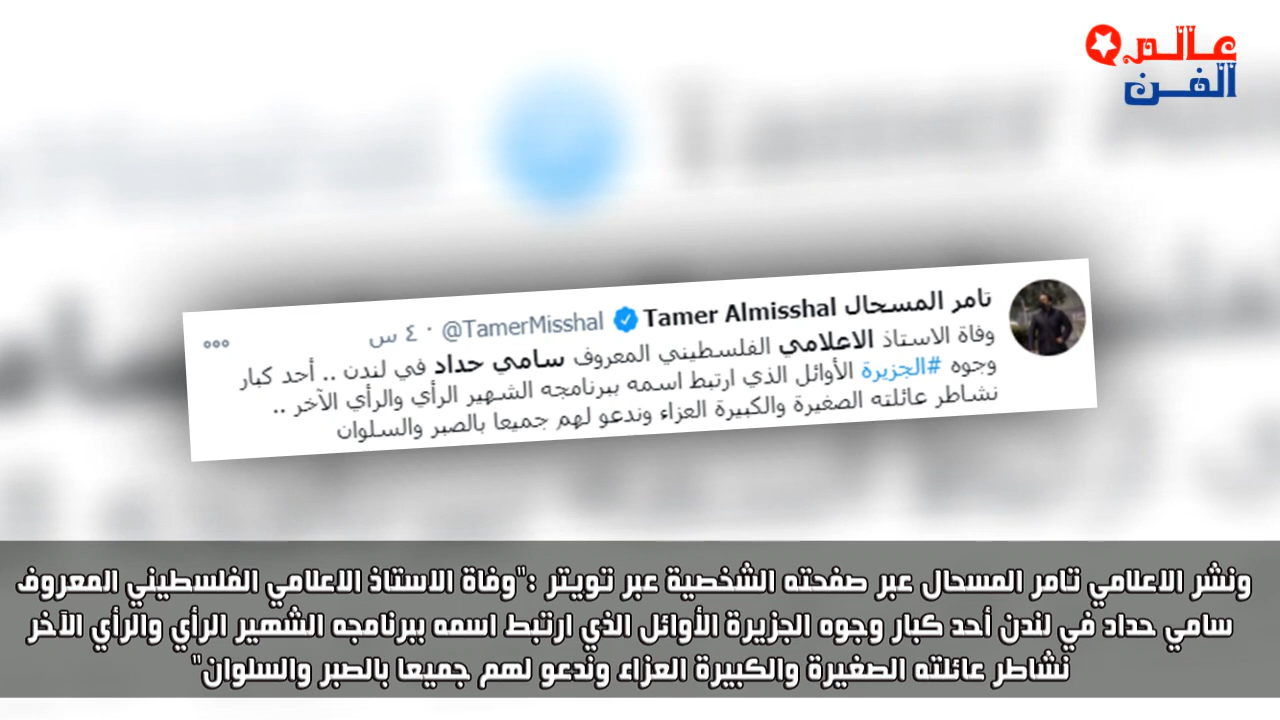 عالم
الفن
تامر المسحال Tamer Almisshal @TamerMisshal · ٤ س
وفاة الاستاذ الاعلامي الفلسطيني المعروف سامي حداد في لندن .. أحد كبار
وجوه #الجزيرة الأوائل الذي ارتبط اسمه ببرنامجه الشهير الرأي والرأي الآخر ..
نشاطر عائلته الصغيرة والكبيرة العزاء وندعو لهم جميعا بالصبر والسلوان
ونشر الاعلامي تامر المسحال عبر صفحته الشخصية عبر تويتر :"وفاة الاستاذ الاعلامي الفلسطيني المعروف
سامي حداد في لندن أحد كبار وجوه الجزيرة الأوائل الذي ارتبط اسمه ببرنامجه الشهير الرأي والرأي الآخر
نشاطر عائلته الصغيرة والكبيرة العزاء وندعو لهم جميعا بالصبر والسلوان"